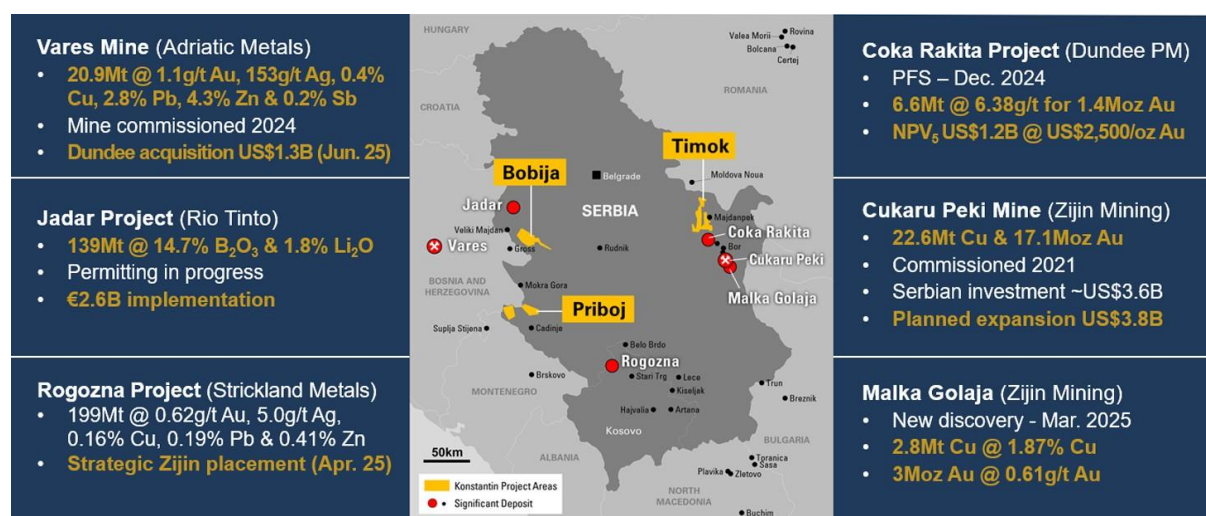 Vares Mine (Adriatic Metals)
• 20.9Mt @ 1.1g/t Au, 153g/t Ag, 0.4%
Cu, 2.8% Pb, 4.3% Zn & 0.2% Sb
• Mine commissioned 2024
• Dundee acquisition US$1.3B (Jun. 25)
Jadar Project (Rio Tinto)
• 139Mt @ 14.7% B₂O₃ & 1.8% Li₂O
• Permitting in progress
• €2.6B implementation
Rogozna Project (Strickland Metals)
• 199Mt @ 0.62g/t Au, 5.0g/t Ag,
0.16% Cu, 0.19% Pb & 0.41% Zn
• Strategic Zijin placement (Apr. 25)
HUNGARY
Valea Morii
Rovina
Bolcana
Certej
CROATIA
ROMANIA
Timok
Moldova Noua
Bobija
Belgrade
Jadar
SERBIA
Majdanpek
Veliki Majdan
Coka Rakita
Vares
Gross
Rudnik
Bor
Cukaru Peki
BOSNIA AND
HERZEGOVINA
Mokra Gora
Malka Golaja
Priboj
Suplja Stijena
Cadinje
Belo Brdo
Rogozna
Brskovo
Stari Trg
Lece
Trun
MONTENEGRO
Kiseljak
Breznik
Hajvalia
Artana
Kosovo
BULGARIA
50km
ALBANIA
Toranica
Sasa
Plavika
Zletovo
Konstantin Project Areas
Significant Deposit
NORTH
MACEDONIA
Buchim
Coka Rakita Project (Dundee PM)
• PFS – Dec. 2024
• 6.6Mt @ 6.38g/t for 1.4Moz Au
• NPV₅ US$1.2B @ US$2,500/oz Au
Cukaru Peki Mine (Zijin Mining)
• 22.6Mt Cu & 17.1Moz Au
• Commissioned 2021
• Serbian investment ~US$3.6B
• Planned expansion US$3.8B
Malka Golaja (Zijin Mining)
• New discovery - Mar. 2025
• 2.8Mt Cu @ 1.87% Cu
• 3Moz Au @ 0.61g/t Au